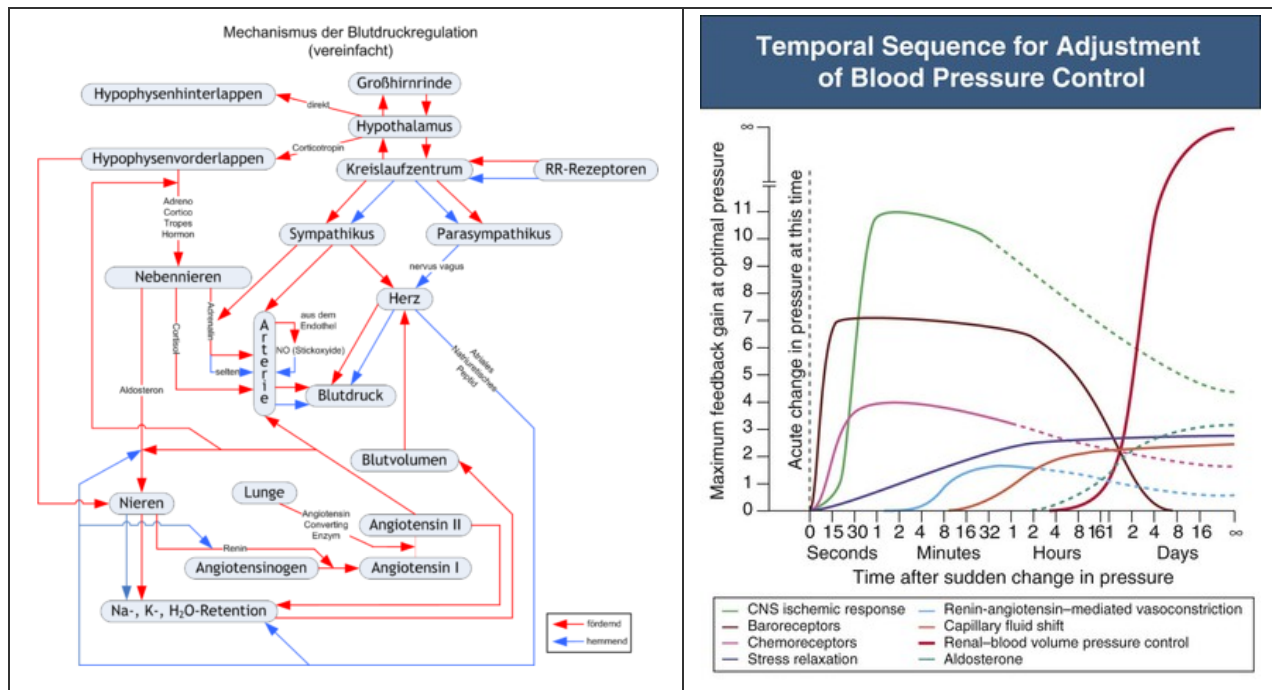 Mechanismus der Blutdruckregulation
(vereinfacht)
Großhirnrinde
Hypophysenhinterlappen
direkt
Hypothalamus
Corticotropin
Hypophysenvorderlappen
Kreislaufzentrum
RR-Rezeptoren
Adreno
Cortico
Tropes
Hormon
Sympathikus
Parasympathikus
nervus vagus
Nebennieren
Herz
Adrenalin
Cortisol
aus dem
Endothel
Arterie
NO (Stickoxyide)
selten
Atriales
Natriuretisches
Peptid
Aldosteron
Blutdruck
Blutvolumen
Lunge
Nieren
Angiotensin
Converting
Enzym
Angiotensin II
Renin
Angiotensinogen
Angiotensin I
Na-, K-, H₂O-Retention
fördernd
hemmend
Temporal Sequence for Adjustment
of Blood Pressure Control
Maximum feedback gain at optimal pressure
∞
11
10
9
8
7
6
5
4
3
2
1
0
Acute change in pressure at this time
0 15 30 1 2 4 8 16 32 1 2 4 8 16 1 2 4 8 16 ∞
Seconds Minutes Hours Days
Time after sudden change in pressure
CNS ischemic response
Baroreceptors
Chemoreceptors
Stress relaxation
Renin-angiotensin–mediated vasoconstriction
Capillary fluid shift
Renal–blood volume pressure control
Aldosterone